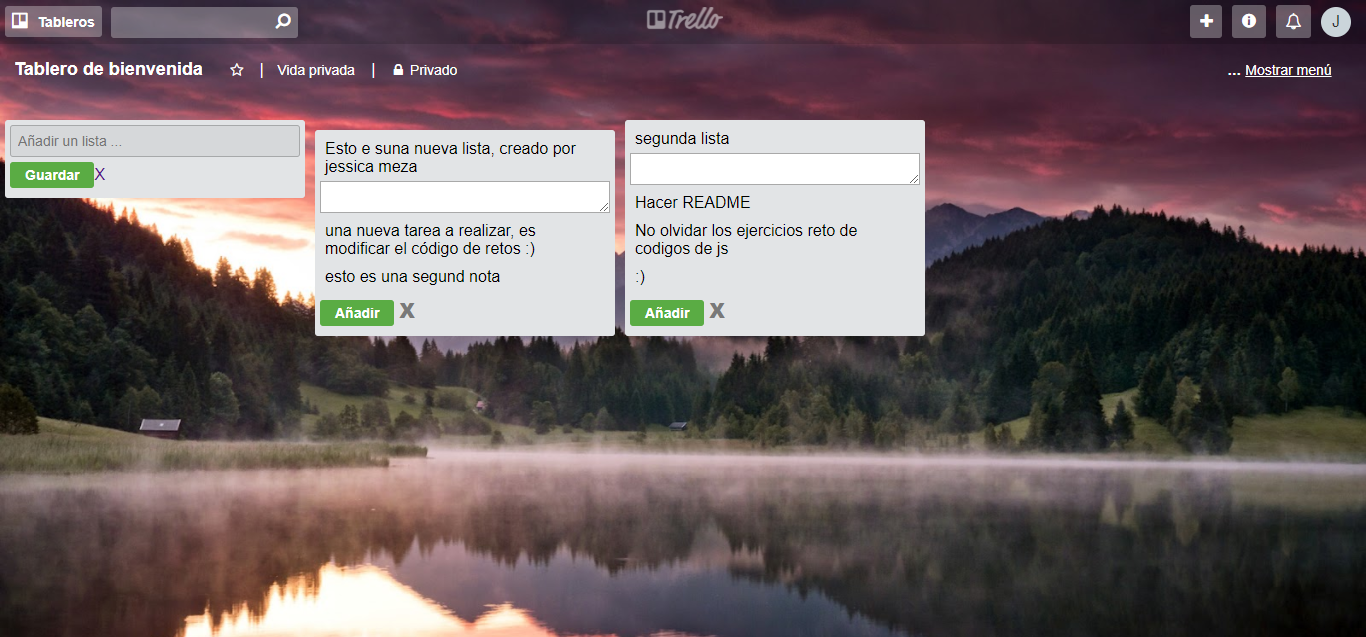 Tableros
Trello
J
Tablero de bienvenida | Vida privada | Privado
... Mostrar menú
Añadir un lista ...
Guardar X
Esto e suna nueva lista, creado por
jessica meza
una nueva tarea a realizar, es
modificar el código de retos :)
esto es una segund nota
Añadir X
segunda lista
Hacer README
No olvidar los ejercicios reto de
codigos de js
:)
Añadir X